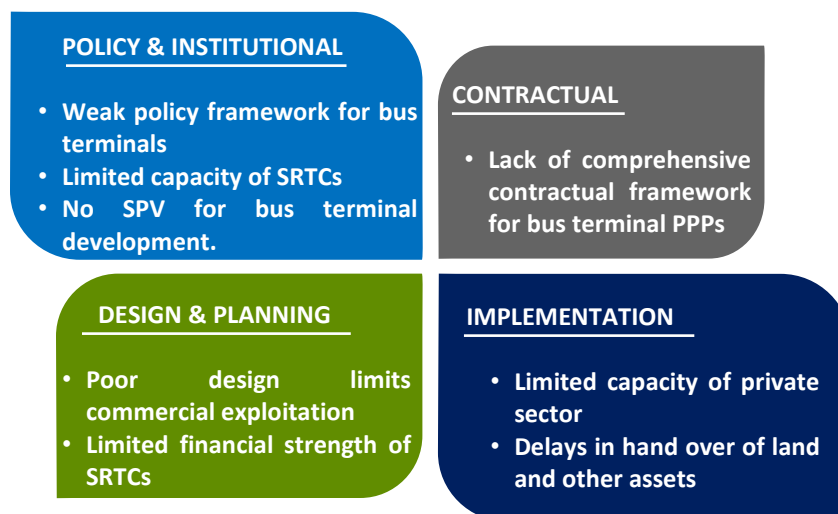 POLICY & INSTITUTIONAL
• Weak policy framework for bus
terminals
• Limited capacity of SRTCs
• No SPV for bus terminal
development.
CONTRACTUAL
• Lack of comprehensive
contractual framework
for bus terminal PPPs
DESIGN & PLANNING
• Poor design limits
commercial exploitation
• Limited financial strength of
SRTCs
IMPLEMENTATION
• Limited capacity of private
sector
• Delays in hand over of land
and other assets